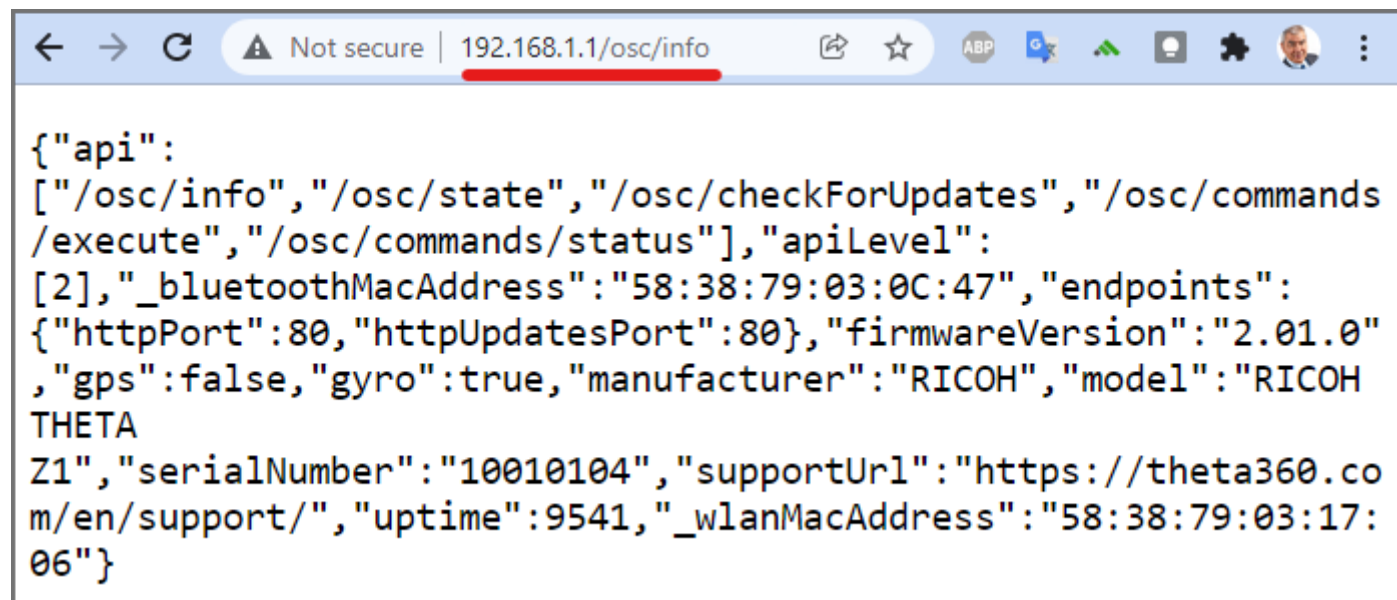 Not secure | 192.168.1.1/osc/info
ABP
G
{"api":
["/osc/info","/osc/state","/osc/checkForUpdates","/osc/commands
/execute","/osc/commands/status"],"apiLevel":
[2],"_bluetoothMacAddress":"58:38:79:03:0C:47","endpoints":
{"httpPort":80,"httpUpdatesPort":80},"firmwareVersion":"2.01.0"
,"gps":false,"gyro":true,"manufacturer":"RICOH","model":"RICOH
THETA
Z1","serialNumber":"10010104","supportUrl":"https://theta360.co
m/en/support/","uptime":9541,"_wlanMacAddress":"58:38:79:03:17:
06"}